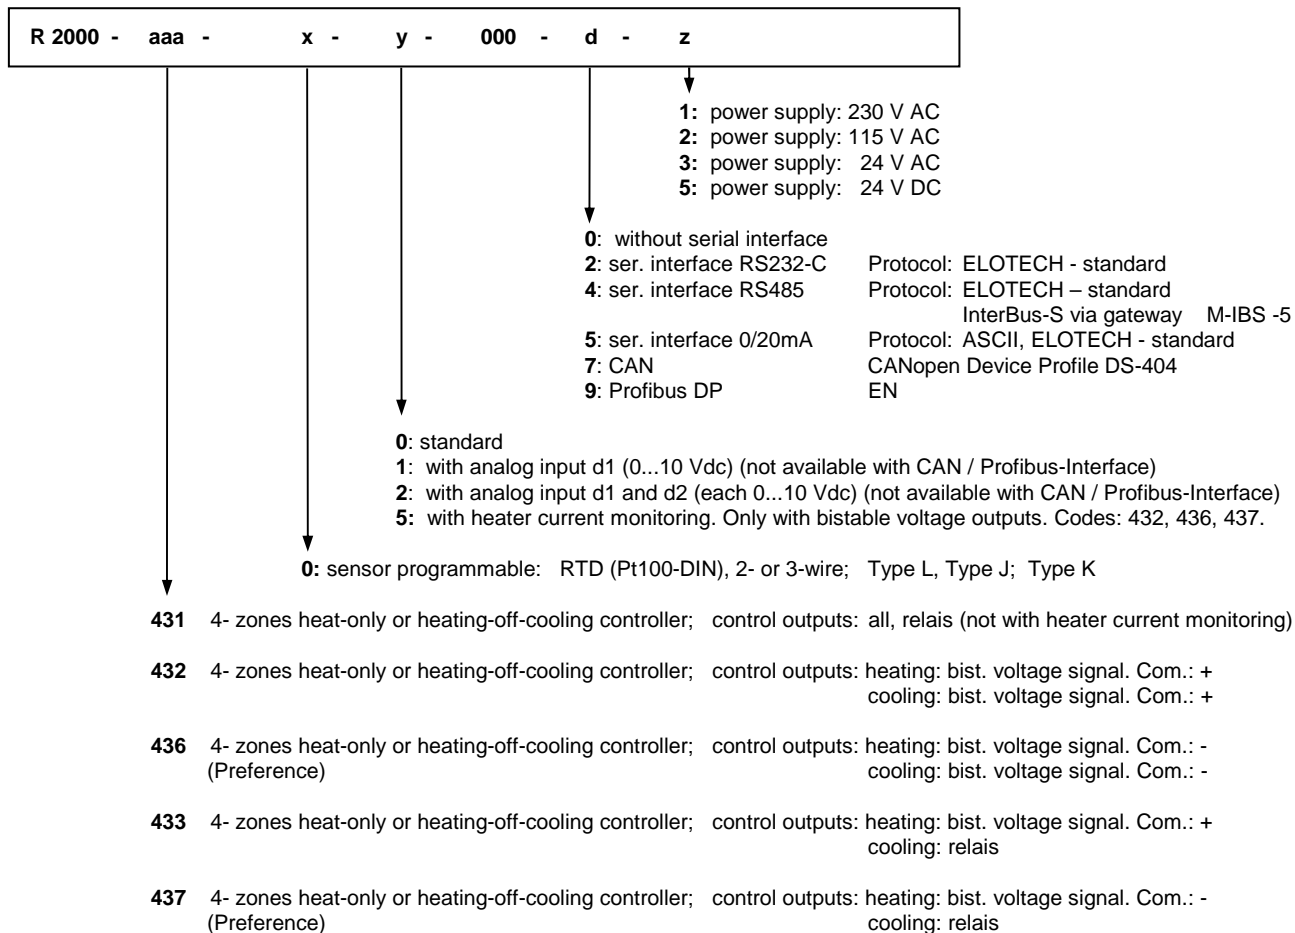 R 2000 - aaa - x - y - 000 - d - z
1: power supply: 230 V AC
2: power supply: 115 V AC
3: power supply: 24 V AC
5: power supply: 24 V DC
0: without serial interface
2: ser. interface RS232-C Protocol: ELOTECH - standard
4: ser. interface RS485 Protocol: ELOTECH – standard
InterBus-S via gateway M-IBS -5
5: ser. interface 0/20mA Protocol: ASCII, ELOTECH - standard
7: CAN CANopen Device Profile DS-404
9: Profibus DP EN
0: standard
1: with analog input d1 (0...10 Vdc) (not available with CAN / Profibus-Interface)
2: with analog input d1 and d2 (each 0...10 Vdc) (not available with CAN / Profibus-Interface)
5: with heater current monitoring. Only with bistable voltage outputs. Codes: 432, 436, 437.
0: sensor programmable: RTD (Pt100-DIN), 2- or 3-wire; Type L, Type J; Type K
431 4- zones heat-only or heating-off-cooling controller; control outputs: all, relais (not with heater current monitoring)
432 4- zones heat-only or heating-off-cooling controller; control outputs: heating: bist. voltage signal. Com.: +
cooling: bist. voltage signal. Com.: +
436 4- zones heat-only or heating-off-cooling controller; control outputs: heating: bist. voltage signal. Com.: -
(Preference) cooling: bist. voltage signal. Com.: -
433 4- zones heat-only or heating-off-cooling controller; control outputs: heating: bist. voltage signal. Com.: +
cooling: relais
437 4- zones heat-only or heating-off-cooling controller; control outputs: heating: bist. voltage signal. Com.: -
(Preference) cooling: relais